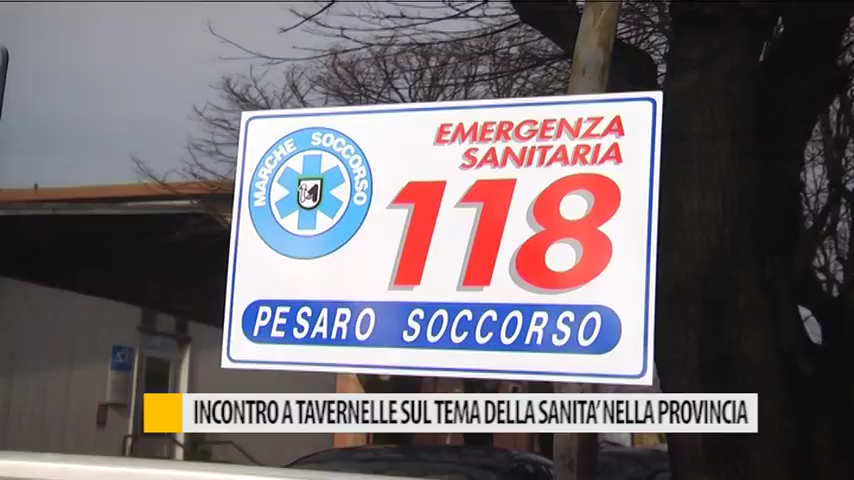 EMERGENZA
SANITARIA
MARCHE SOCCORSO
118
PESARO SOCCORSO
INCONTRO A TAVERNELLE SUL TEMA DELLA SANITA' NELLA PROVINCIA